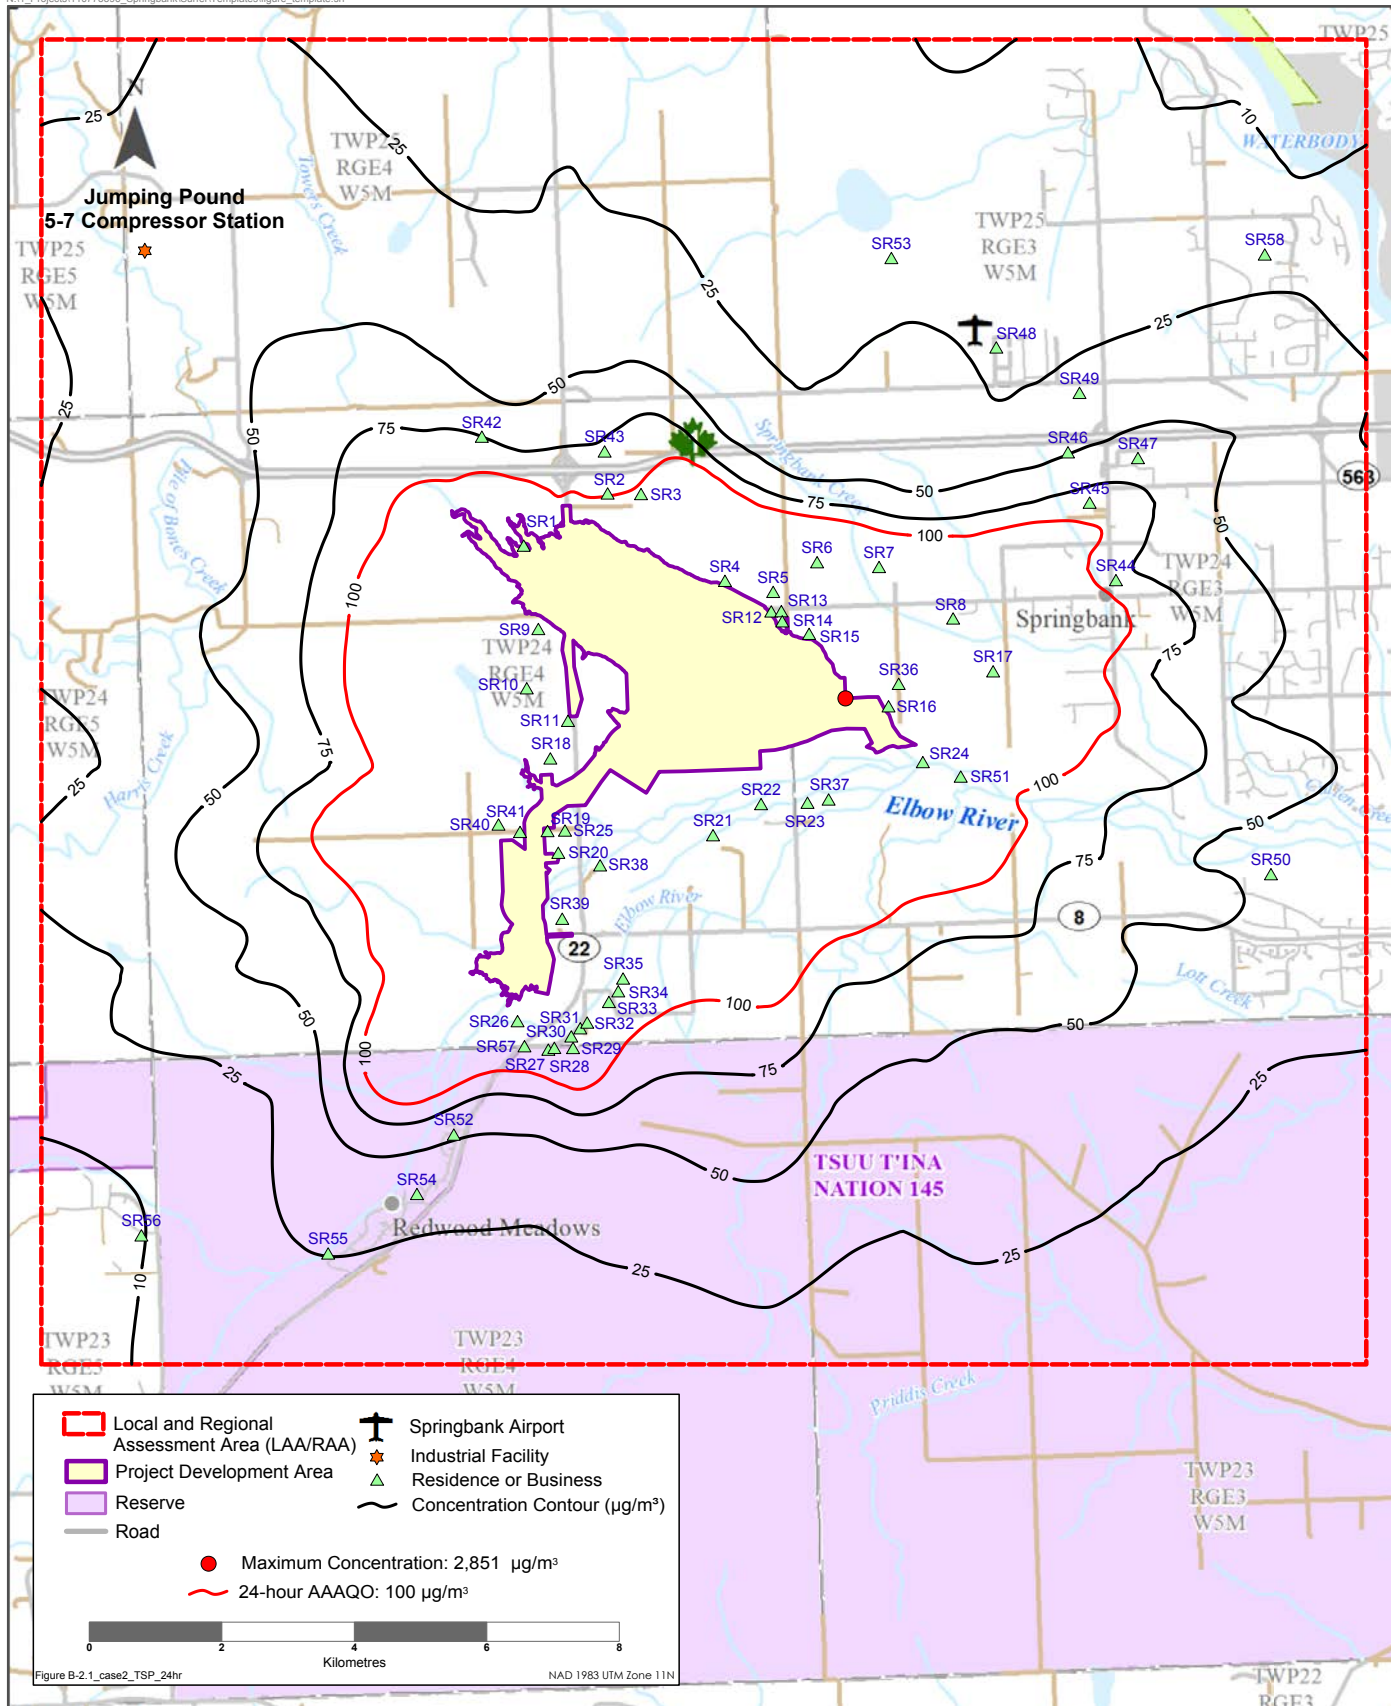 TWP25
N
25
25
10
WATERBODY
TWP25
RGE4
W5M
Towers Creek
Jumping Pound
5-7 Compressor Station
TWP25
RGE5
W5M
TWP25
RGE3
W5M
SR53
SR58
25
25
SR48
25
50
SR49
50
75
SR42
SR43
Springbank Creek
SR46
SR47
563
SR2
SR3
50
75
SR45
50
Pile of Bones Creek
SR1
100
100
SR6
SR7
SR4
SR5
SR44
TWP24
RGE3
W5M
SR12
SR13
SR14
SR15
SR8
Springbank
SR9
TWP24
RGE4
W5M
75
SR10
SR36
SR17
SR16
TWP24
RGE5
W5M
SR11
75
SR18
SR24
SR51
100
25
Harris Creek
50
SR22
SR37
SR23
Elbow River
SR41
SR40
SR19
SR25
SR21
50
SR20
SR38
75
SR50
Elbow River
SR39
8
22
SR35
SR34
SR33
Lott Creek
100
SR26
SR31
SR32
SR30
50
50
SR57
SR29
SR27
SR28
100
75
25
25
SR52
50
TSUU T'INA
NATION 145
SR54
Redwood Meadows
SR56
SR55
25
25
10
TWP23
RGE5
W5M
TWP23
RGE4
W5M
Priddis Creek
TWP23
RGE3
W5M
Local and Regional
Assessment Area (LAA/RAA)
Project Development Area
Reserve
Road
Springbank Airport
Industrial Facility
Residence or Business
Concentration Contour (µg/m³)
Maximum Concentration: 2,851 µg/m³
24-hour AAAQO: 100 µg/m³
0 2 4 6 8
Kilometres
Figure B-2.1_case2_TSP_24hr
NAD 1983 UTM Zone 11N
TWP22
RGE3